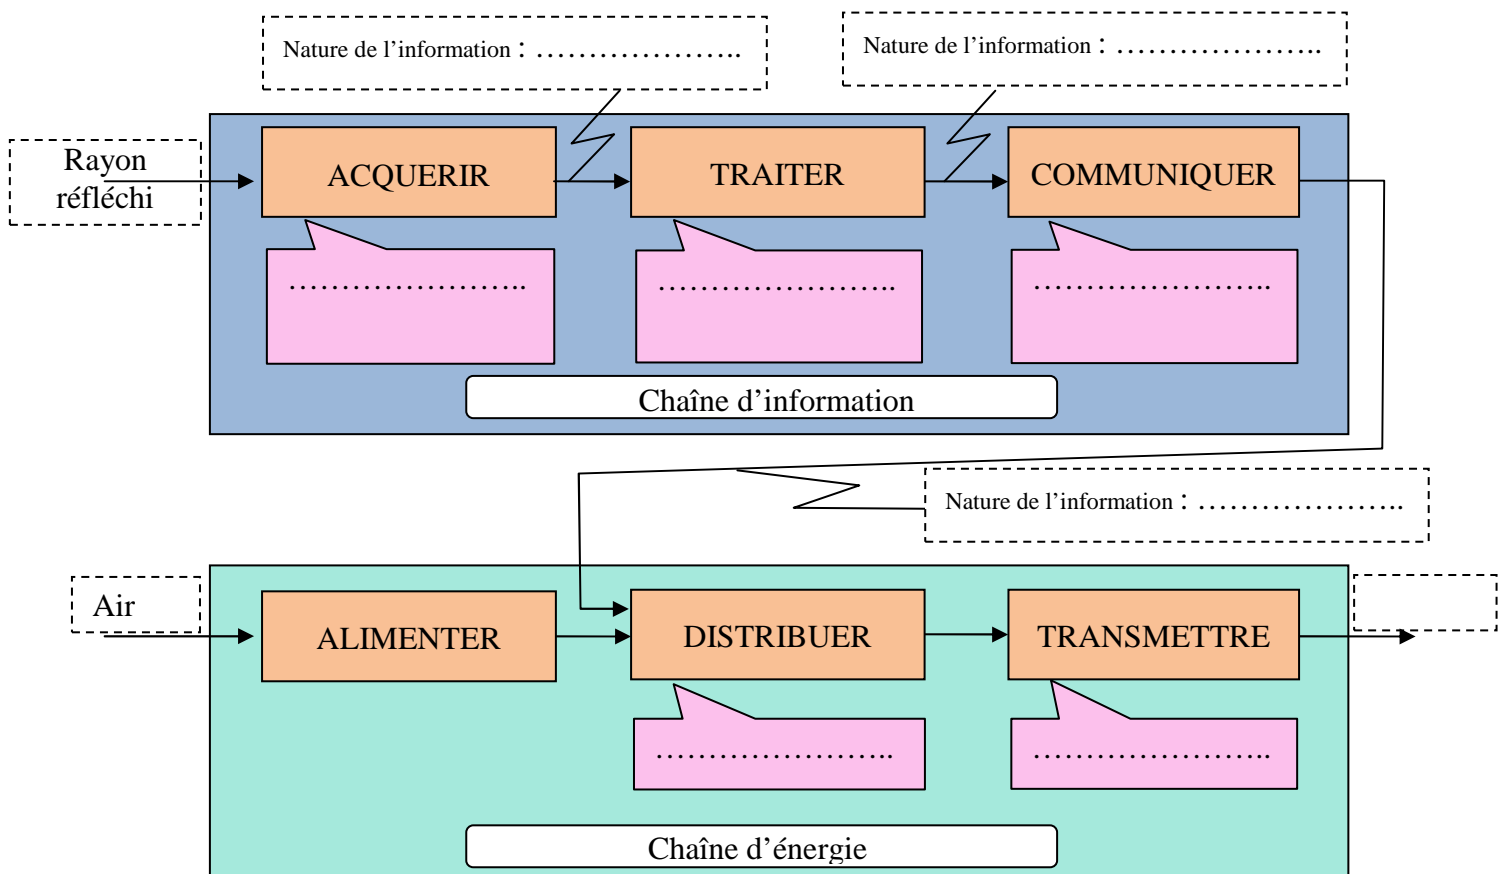 Nature de l’information : …………………..
Nature de l’information : …………………..
Rayon
réfléchi
ACQUERIR
TRAITER
COMMUNIQUER
……………………..
……………………..
……………………..
Chaîne d’information
Nature de l’information : …………………..
Air
ALIMENTER
DISTRIBUER
TRANSMETTRE
……………………..
……………………..
Chaîne d’énergie